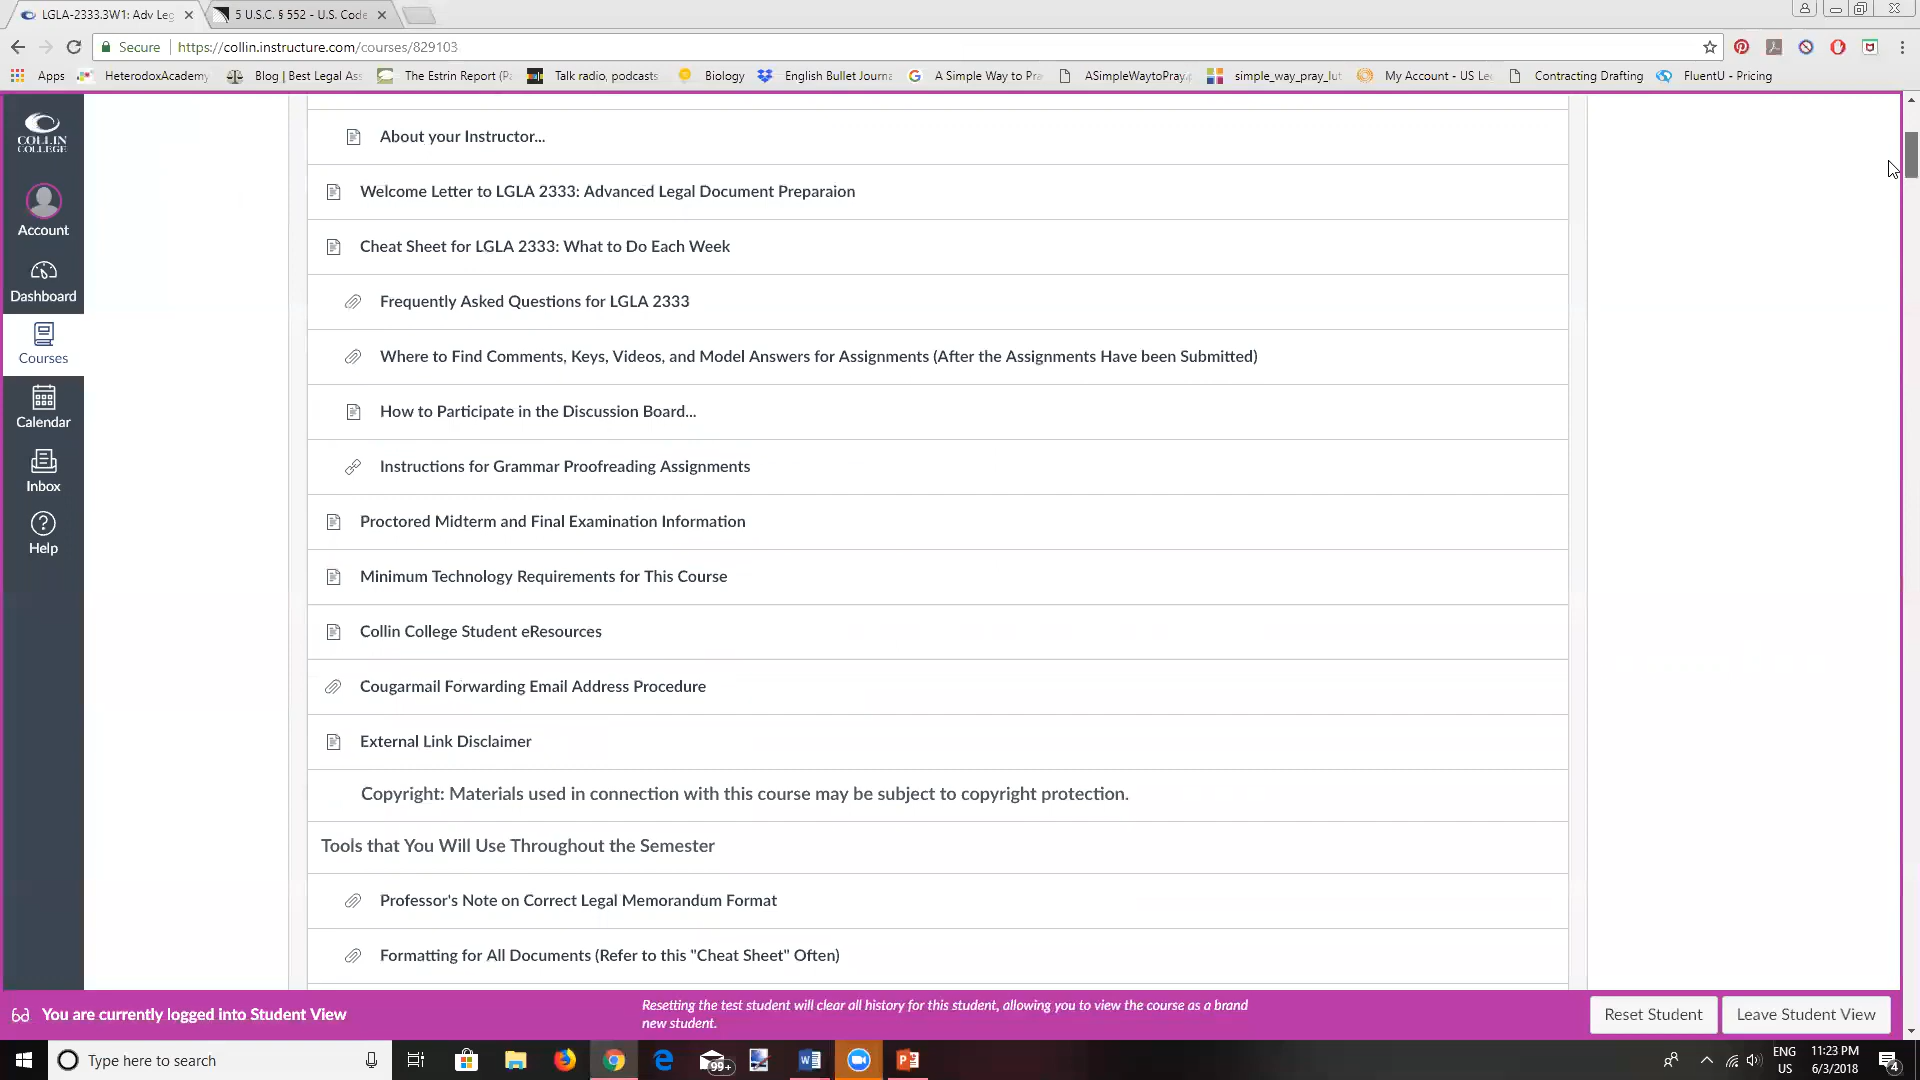 LGLA-2333.3W1: Adv Leg
5 U.S.C. § 552 - U.S. Code
Secure
https://collin.instructure.com/courses/829103
Apps
HeterodoxAcademy
Blog | Best Legal Ass
The Estrin Report (Pa
Talk radio, podcasts
Biology
English Bullet Journa
A Simple Way to Pra
ASimpleWaytoPray.
simple_way_pray_lut
My Account - US Le
Contracting Drafting
FluentU - Pricing
COLLIN
COLLEGE
Account
Dashboard
Courses
Calendar
Inbox
Help
About your Instructor...
Welcome Letter to LGLA 2333: Advanced Legal Document Preparaion
Cheat Sheet for LGLA 2333: What to Do Each Week
Frequently Asked Questions for LGLA 2333
Where to Find Comments, Keys, Videos, and Model Answers for Assignments (After the Assignments Have been Submitted)
How to Participate in the Discussion Board...
Instructions for Grammar Proofreading Assignments
Proctored Midterm and Final Examination Information
Minimum Technology Requirements for This Course
Collin College Student eResources
Cougarmail Forwarding Email Address Procedure
External Link Disclaimer
Copyright: Materials used in connection with this course may be subject to copyright protection.
Tools that You Will Use Throughout the Semester
Professor's Note on Correct Legal Memorandum Format
Formatting for All Documents (Refer to this "Cheat Sheet" Often)
You are currently logged into Student View
Resetting the test student will clear all history for this student, allowing you to view the course as a brand
new student.
Reset Student
Leave Student View
Type here to search
99+
ENG
US
11:23 PM
6/3/2018
4